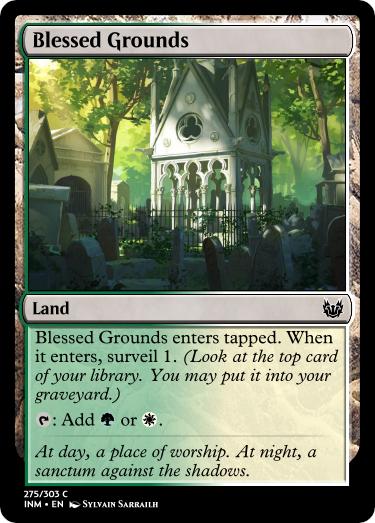 Blessed Grounds
Land
Blessed Grounds enters tapped. When
it enters, surveil 1. (Look at the top card
of your library. You may put it into your
graveyard.)
: Add or .
At day, a place of worship. At night, a
sanctum against the shadows.
275/303 C
INM • EN Sylvain Sarrailh